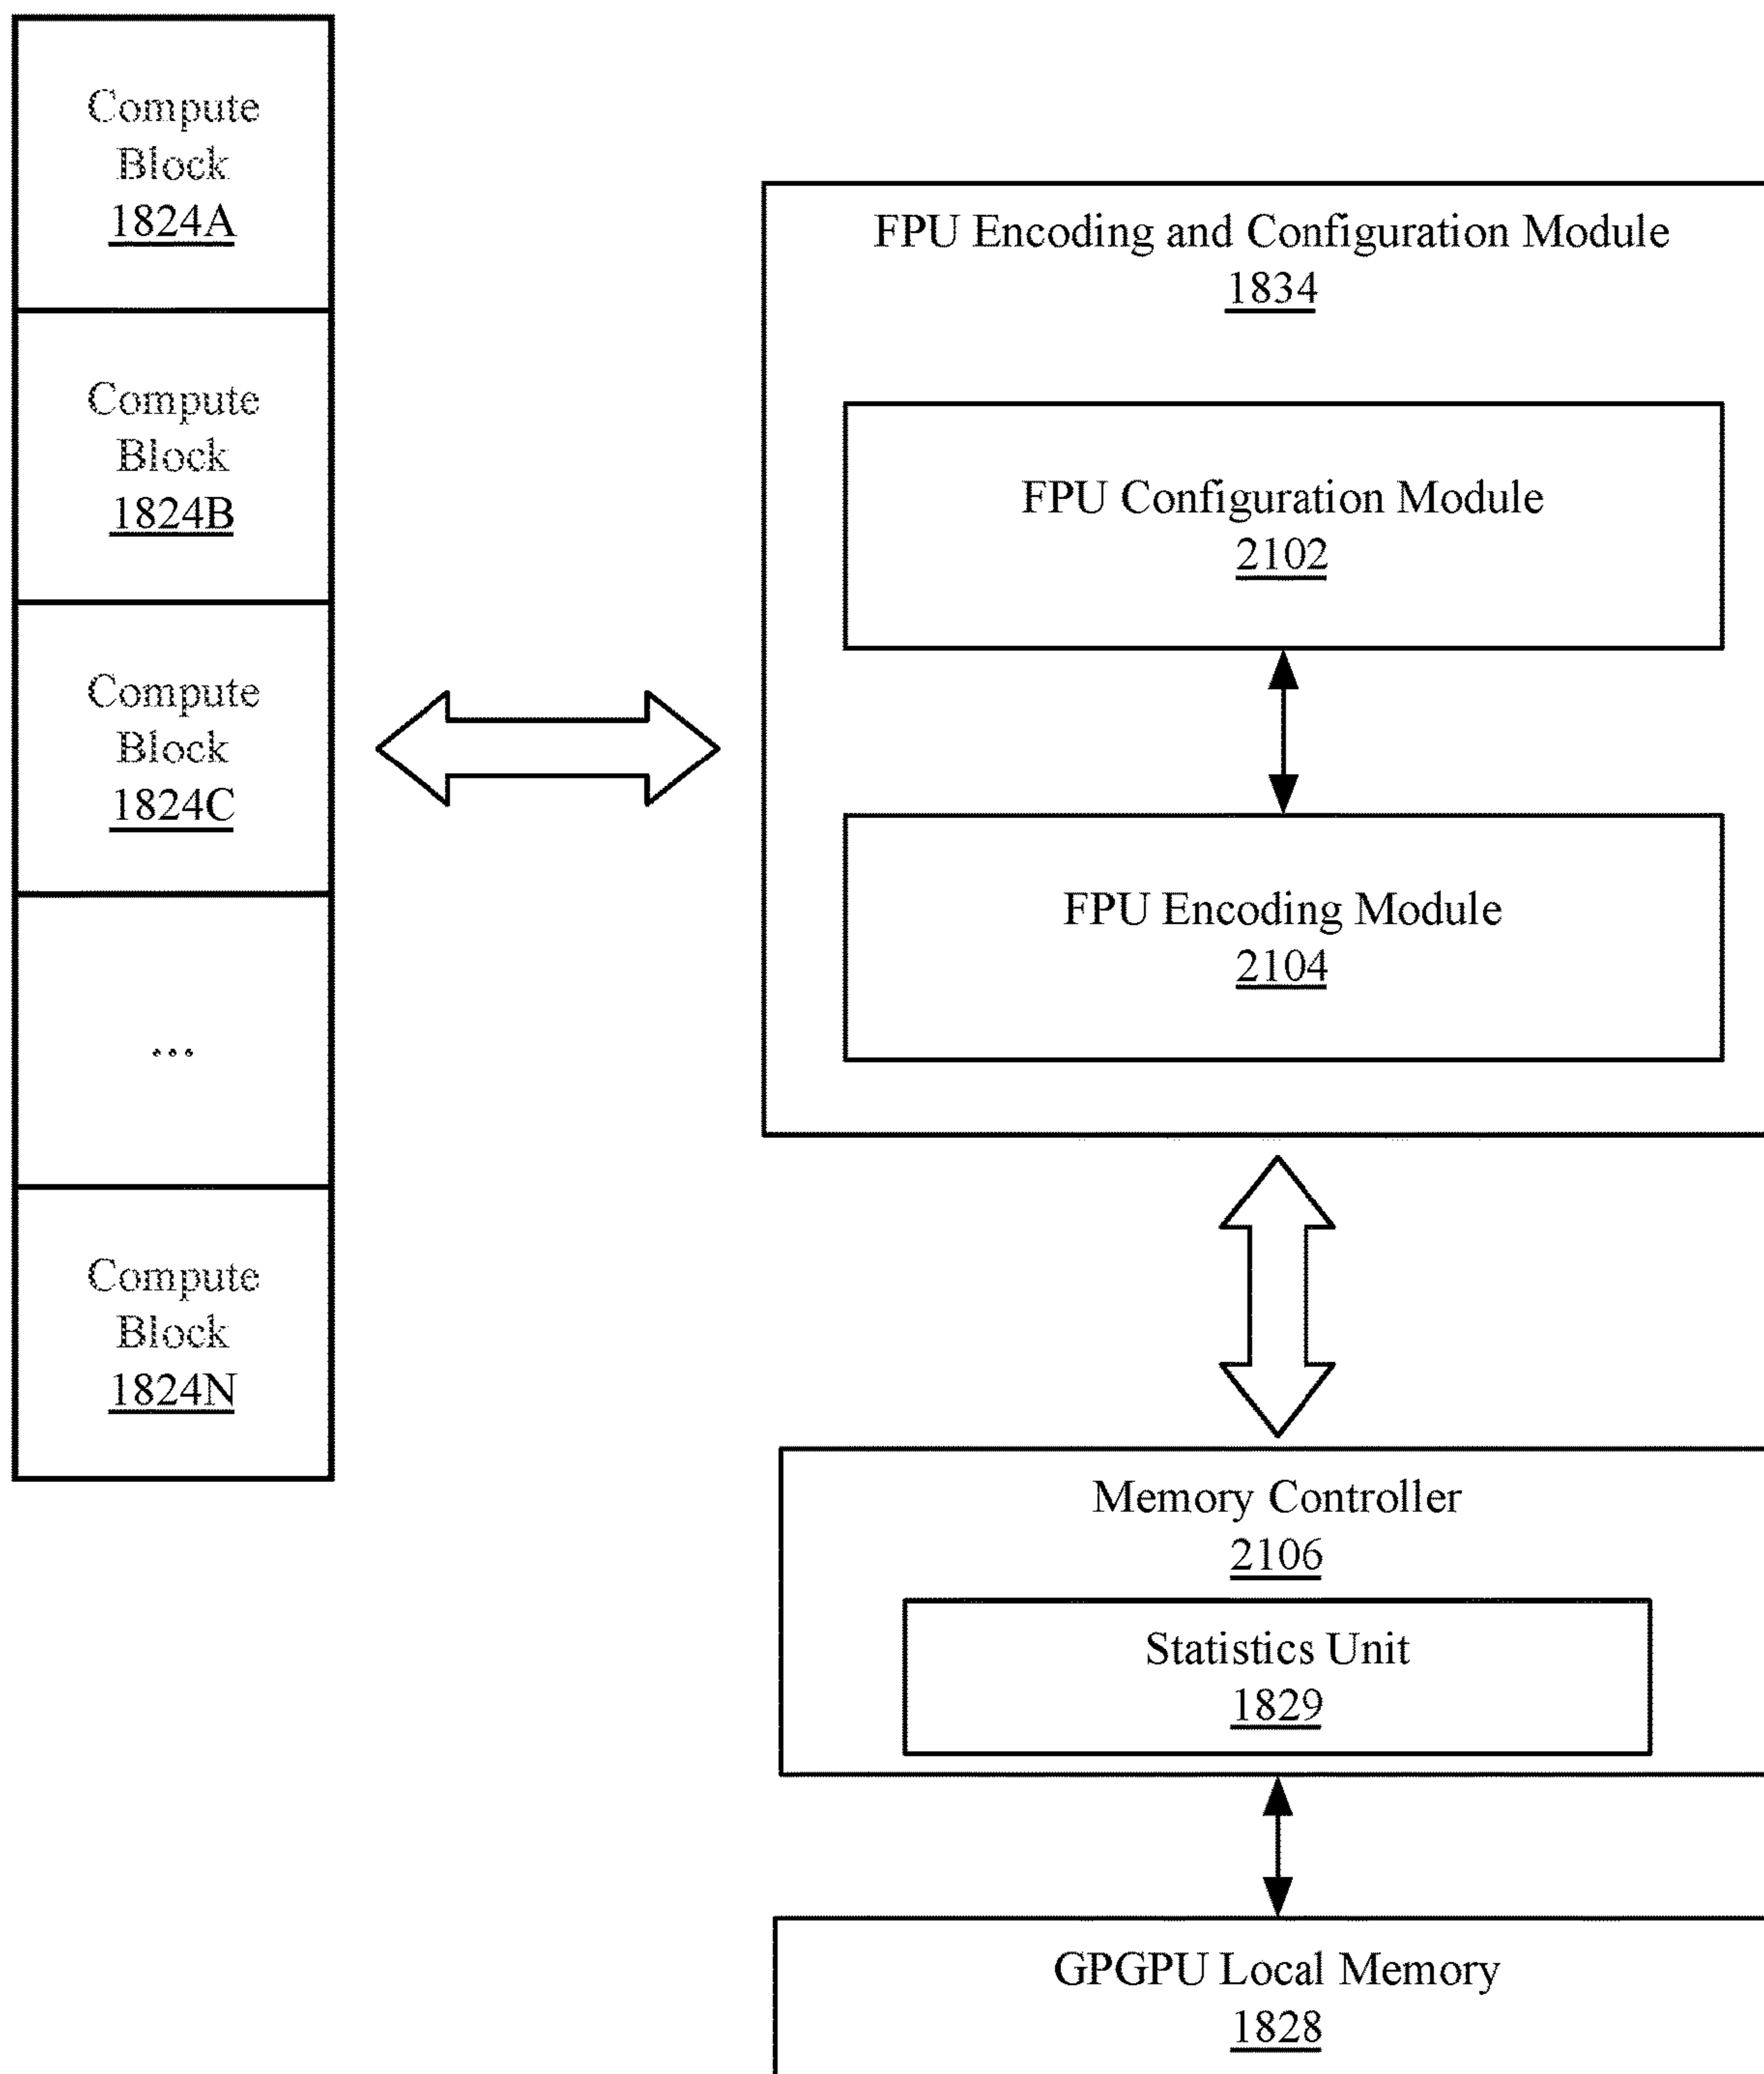 Compute
Block
1824A
Compute
Block
1824B
Compute
Block
1824C
...
Compute
Block
1824N
FPU Encoding and Configuration Module
1834
FPU Configuration Module
2102
FPU Encoding Module
2104
Memory Controller
2106
Statistics Unit
1829
GPGPU Local Memory
1828